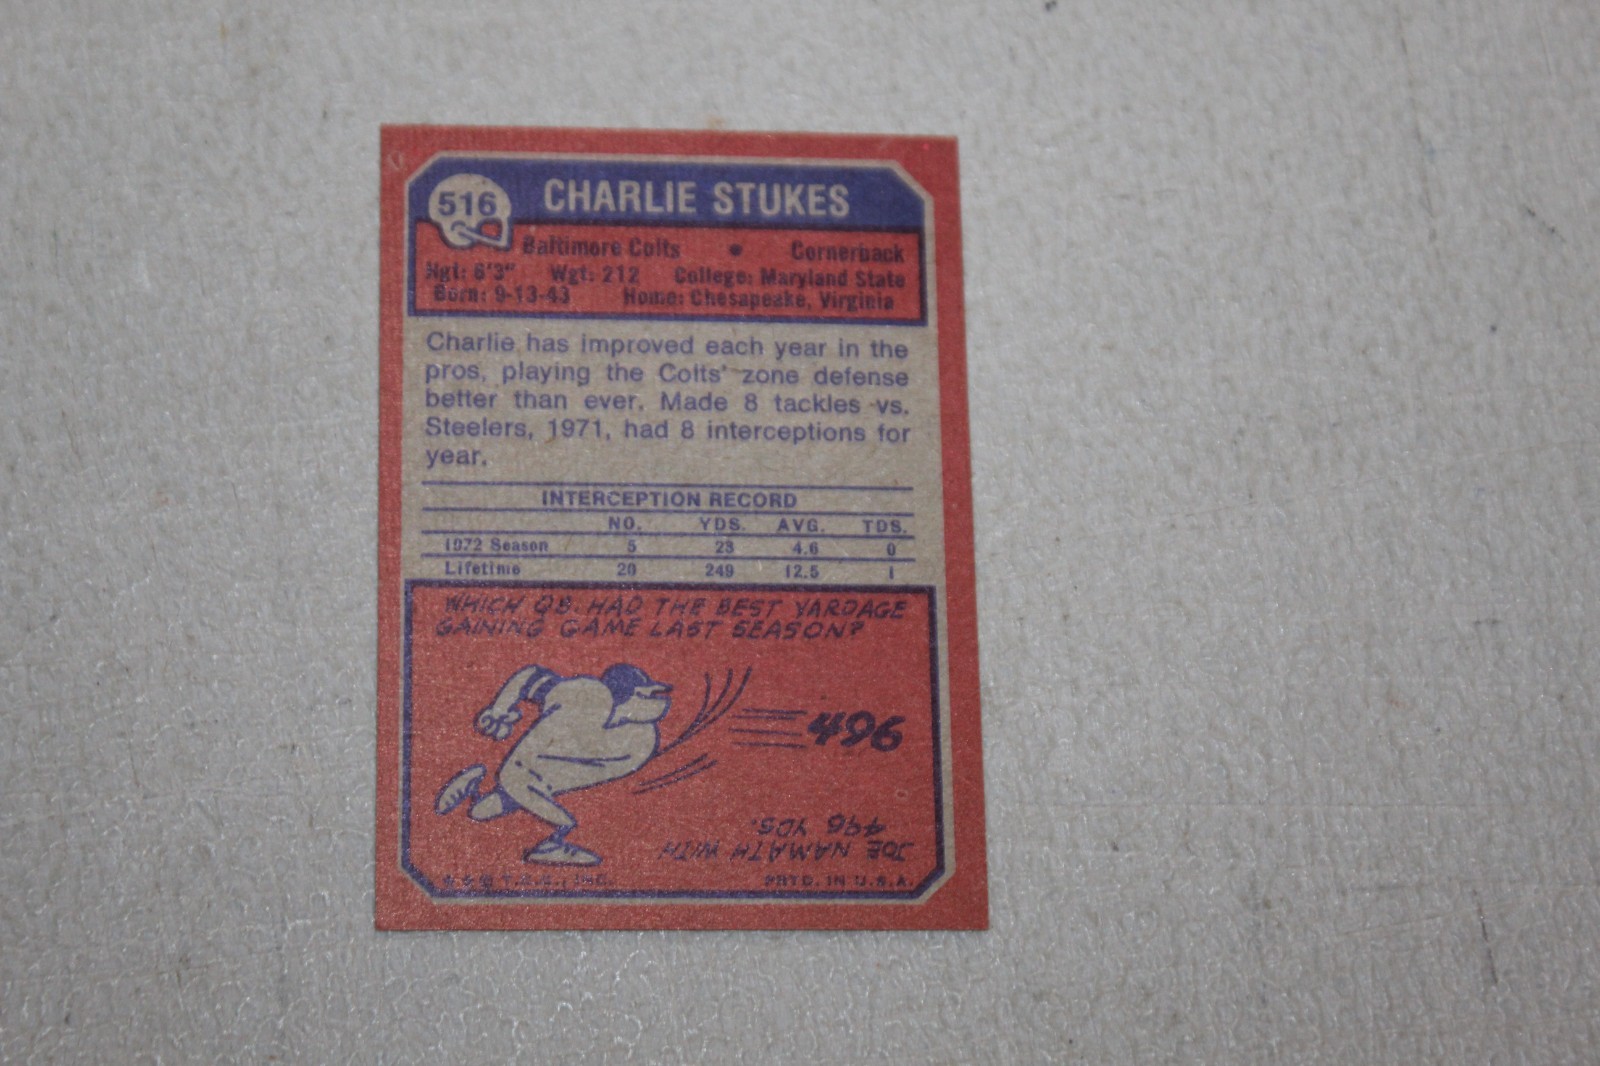 516
CHARLIE STUKES
Baltimore Colts • Cornerback
Hgt: 6'3" Wgt: 212 College: Maryland State
Born: 9-13-43 Home: Chesapeake, Virginia
Charlie has improved each year in the
pros, playing the Colts' zone defense
better than ever. Made 8 tackles vs.
Steelers, 1971, had 8 interceptions for
year.
INTERCEPTION RECORD
NO. YDS. AVG. TDS.
1972 Season 5 23 4.6 0
Lifetime 20 249 12.5 1
WHICH QB. HAD THE BEST YARDAGE
GAINING GAME LAST SEASON?
496
JOE NAMATH WITH
496 YDS.
© T.C.G., INC. PRTD. IN U.S.A.